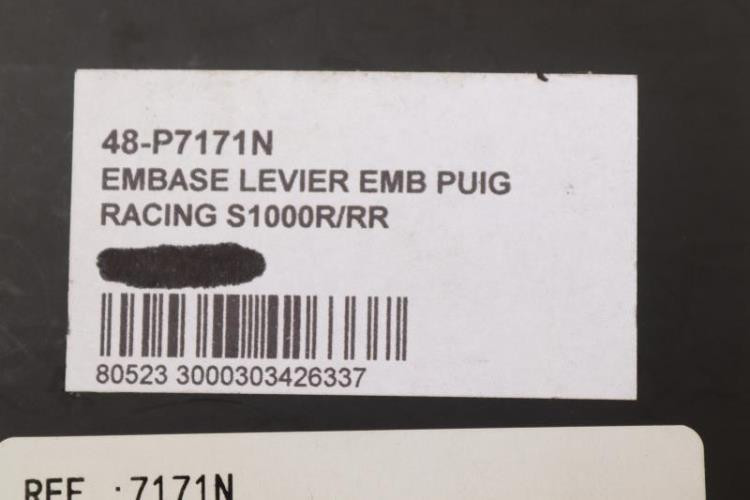 48-P7171N
EMBASE LEVIER EMB PUIG
RACING S1000R/RR
80523 3000303426337
REF :7171N